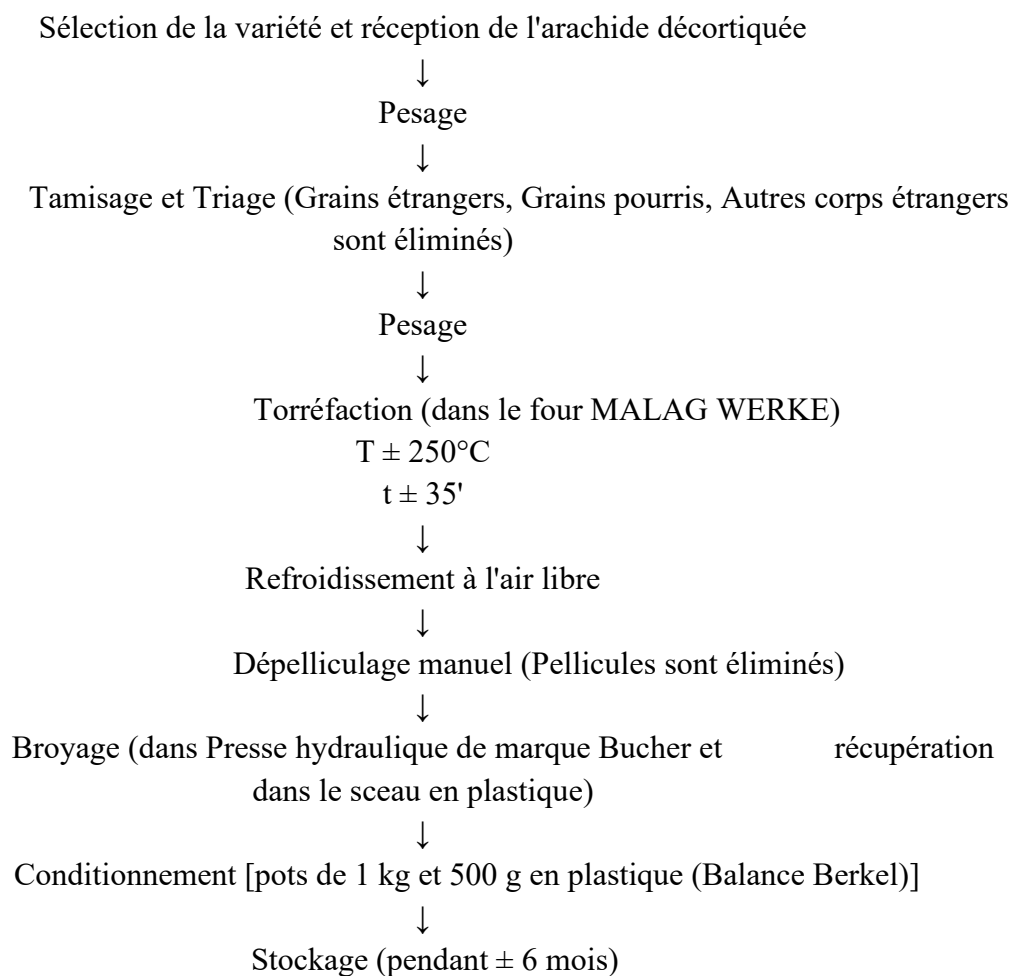 Sélection de la variété et réception de l'arachide décortiquée
↓
Pesage
↓
Tamisage et Triage (Grains étrangers, Grains pourris, Autres corps étrangers
sont éliminés)
↓
Pesage
↓
Torréfaction (dans le four MALAG WERKE)
T ± 250°C
t ± 35'
↓
Refroidissement à l'air libre
↓
Dépelliculage manuel (Pellicules sont éliminés)
↓
Broyage (dans Presse hydraulique de marque Bucher et récupération
dans le sceau en plastique)
↓
Conditionnement [pots de 1 kg et 500 g en plastique (Balance Berkel)]
↓
Stockage (pendant ± 6 mois)